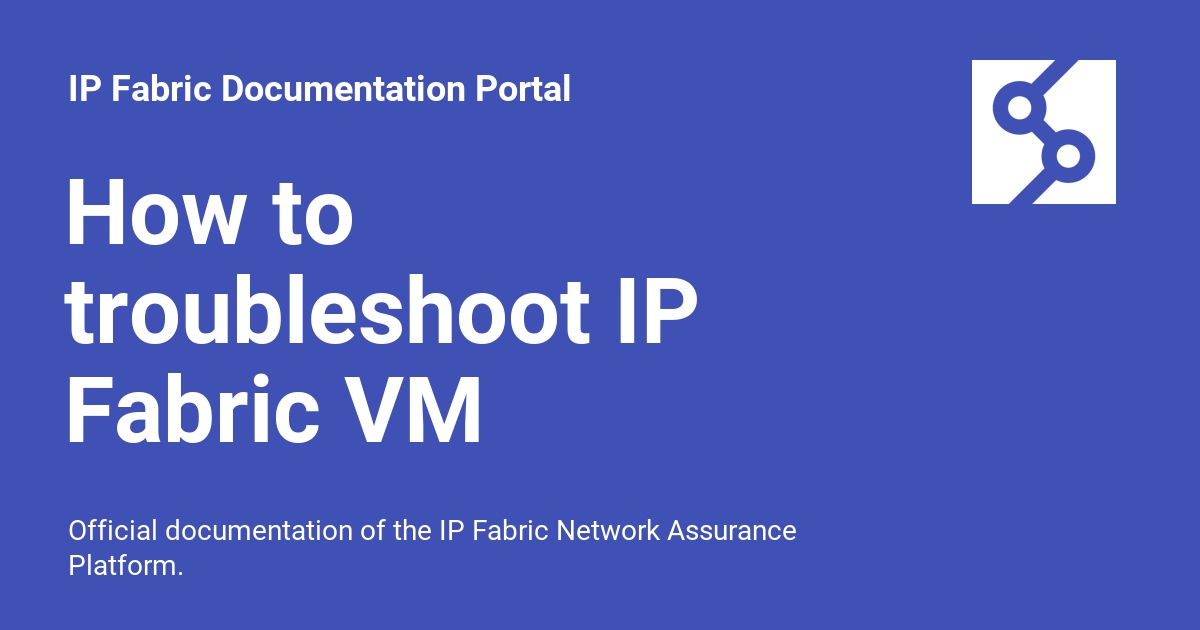 IP Fabric Documentation Portal
How to
troubleshoot IP
Fabric VM
Official documentation of the IP Fabric Network Assurance
Platform.